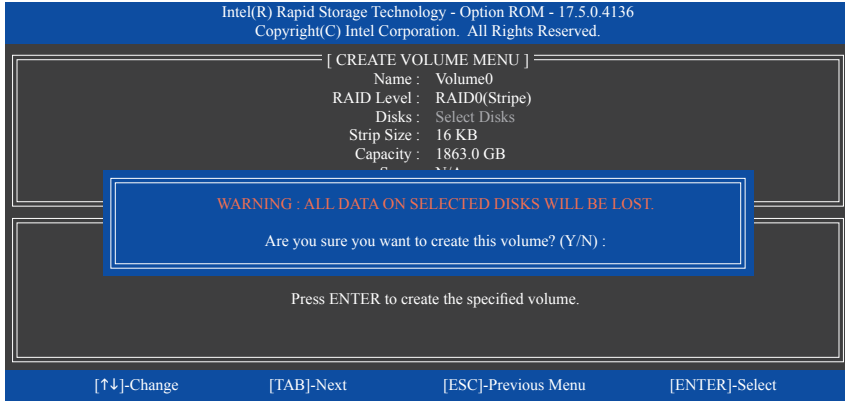 Intel(R) Rapid Storage Technology - Option ROM - 17.5.0.4136
Copyright(C) Intel Corporation. All Rights Reserved.
[ CREATE VOLUME MENU ]
Name : Volume0
RAID Level : RAID0(Stripe)
Disks : Select Disks
Strip Size : 16 KB
Capacity : 1863.0 GB
WARNING : ALL DATA ON SELECTED DISKS WILL BE LOST.
Are you sure you want to create this volume? (Y/N) :
Press ENTER to create the specified volume.
[↑↓]-Change [TAB]-Next [ESC]-Previous Menu [ENTER]-Select